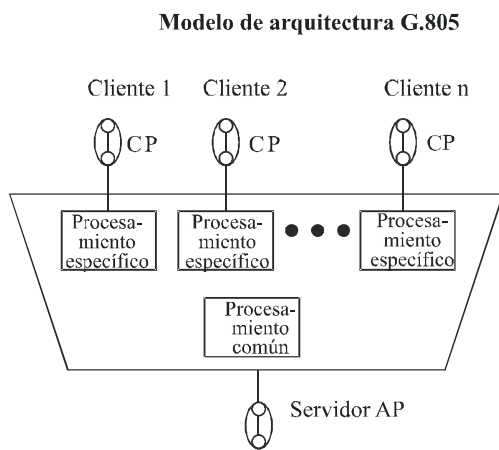 Modelo de arquitectura G.805
Cliente 1
Cliente 2
Cliente n
CP
CP
CP
Procesa-
miento
específico
Procesa-
miento
específico
Procesa-
miento
específico
Procesa-
miento
común
Servidor AP